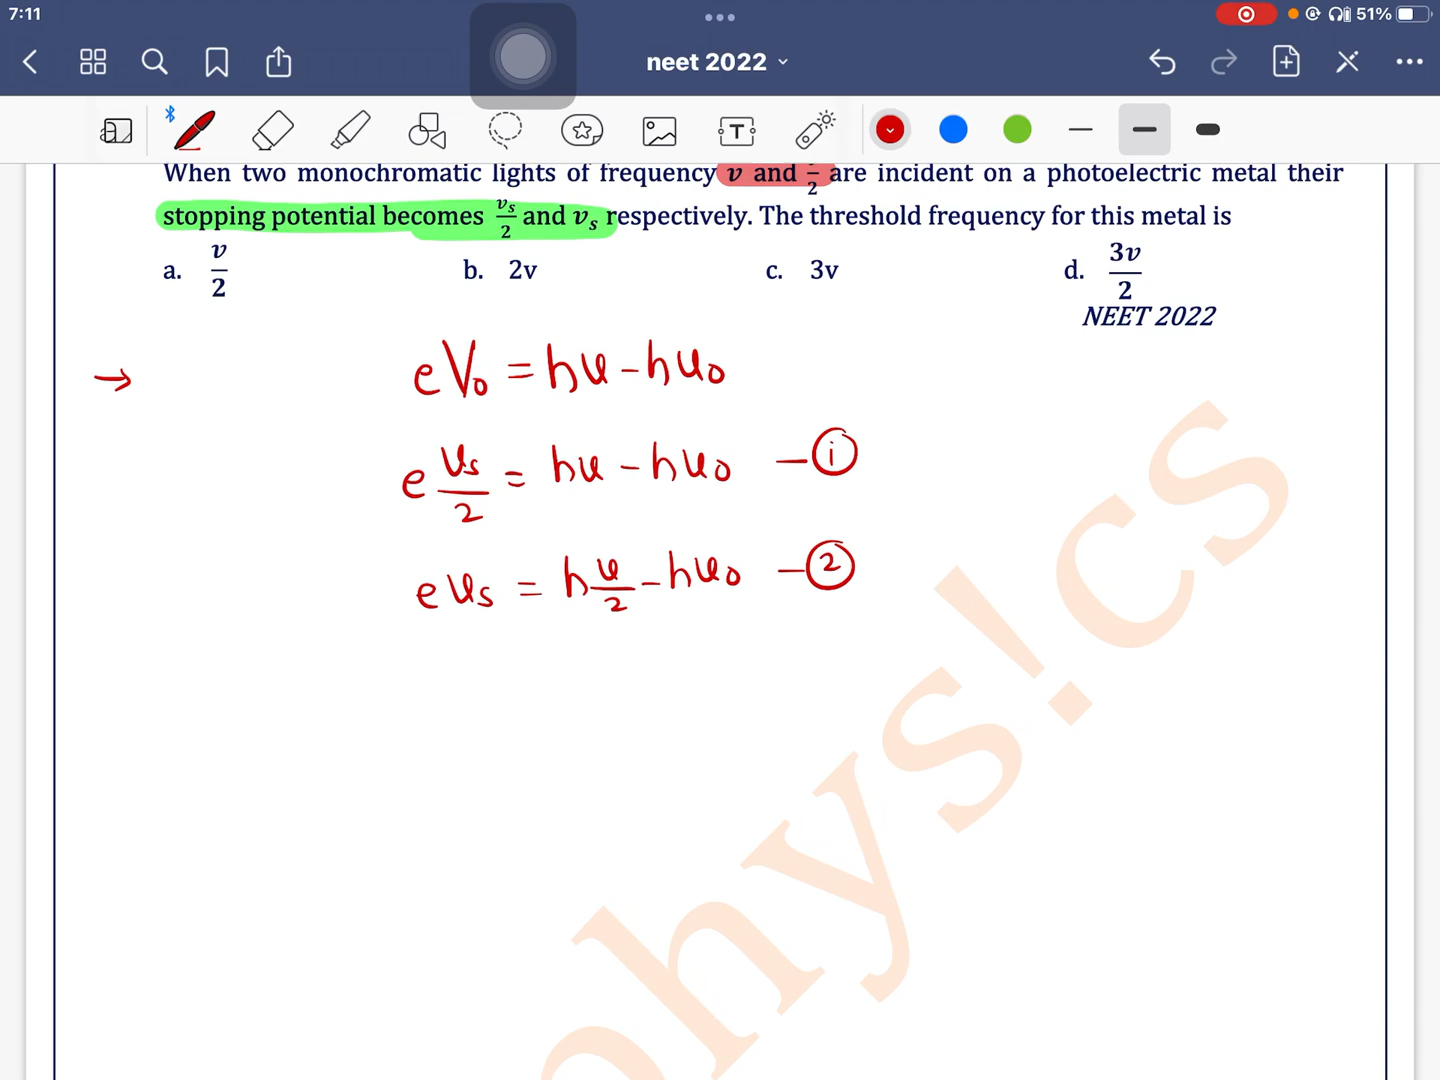 7:11
51%
neet 2022
When two monochromatic lights of frequency v and —/2 are incident on a photoelectric metal their
stopping potential becomes vₛ/2 and vₛ respectively. The threshold frequency for this metal is
a. v/2 b. 2v c. 3v d. 3v/2
NEET 2022
→ eV₀ = hυ - hυ₀
e υₛ/2 = hυ - hυ₀ - ①
eυₛ = h υ/2 - hυ₀ - ②
phys!cs